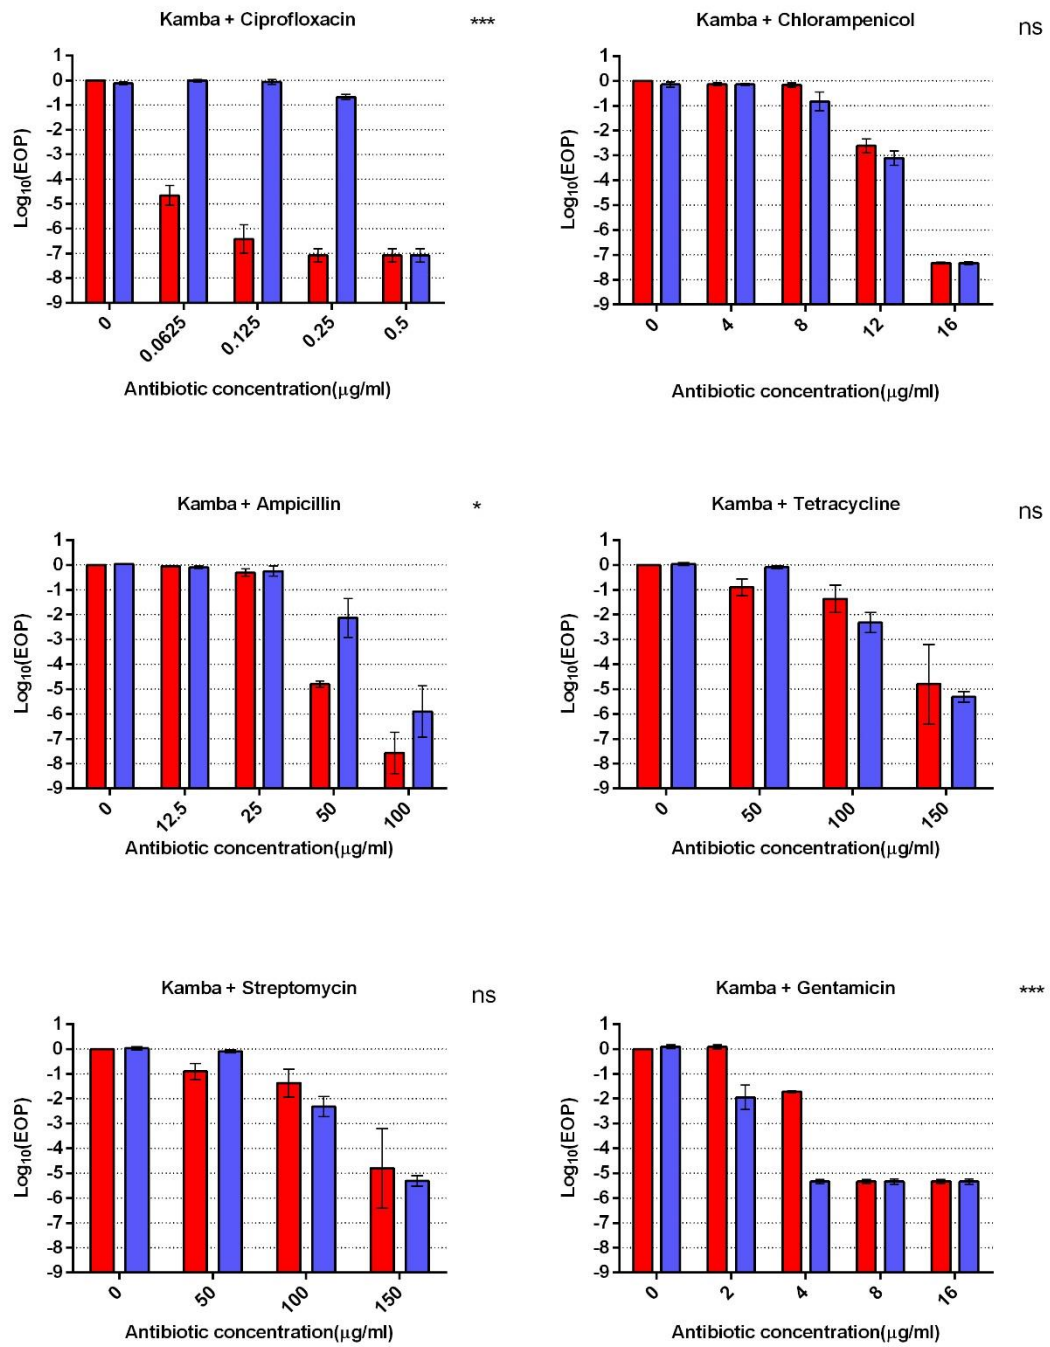 Kamba + Ciprofloxacin
***
1
0
-1
-2
-3
-4
-5
-6
-7
-8
-9
Log10(EOP)
0 0.0625 0.125 0.25 0.5
Antibiotic concentration(μg/ml)
Kamba + Chlorampenicol
ns
1
0
-1
-2
-3
-4
-5
-6
-7
-8
-9
Log10(EOP)
0 4 8 12 16
Antibiotic concentration(μg/ml)
Kamba + Ampicillin
*
1
0
-1
-2
-3
-4
-5
-6
-7
-8
-9
Log10(EOP)
0 12.5 25 50 100
Antibiotic concentration(μg/ml)
Kamba + Tetracycline
ns
1
0
-1
-2
-3
-4
-5
-6
-7
-8
-9
Log10(EOP)
0 50 100 150
Antibiotic concentration(μg/ml)
Kamba + Streptomycin
ns
1
0
-1
-2
-3
-4
-5
-6
-7
-8
-9
Log10(EOP)
0 50 100 150
Antibiotic concentration(μg/ml)
Kamba + Gentamicin
***
1
0
-1
-2
-3
-4
-5
-6
-7
-8
-9
Log10(EOP)
0 2 4 8 16
Antibiotic concentration(μg/ml)